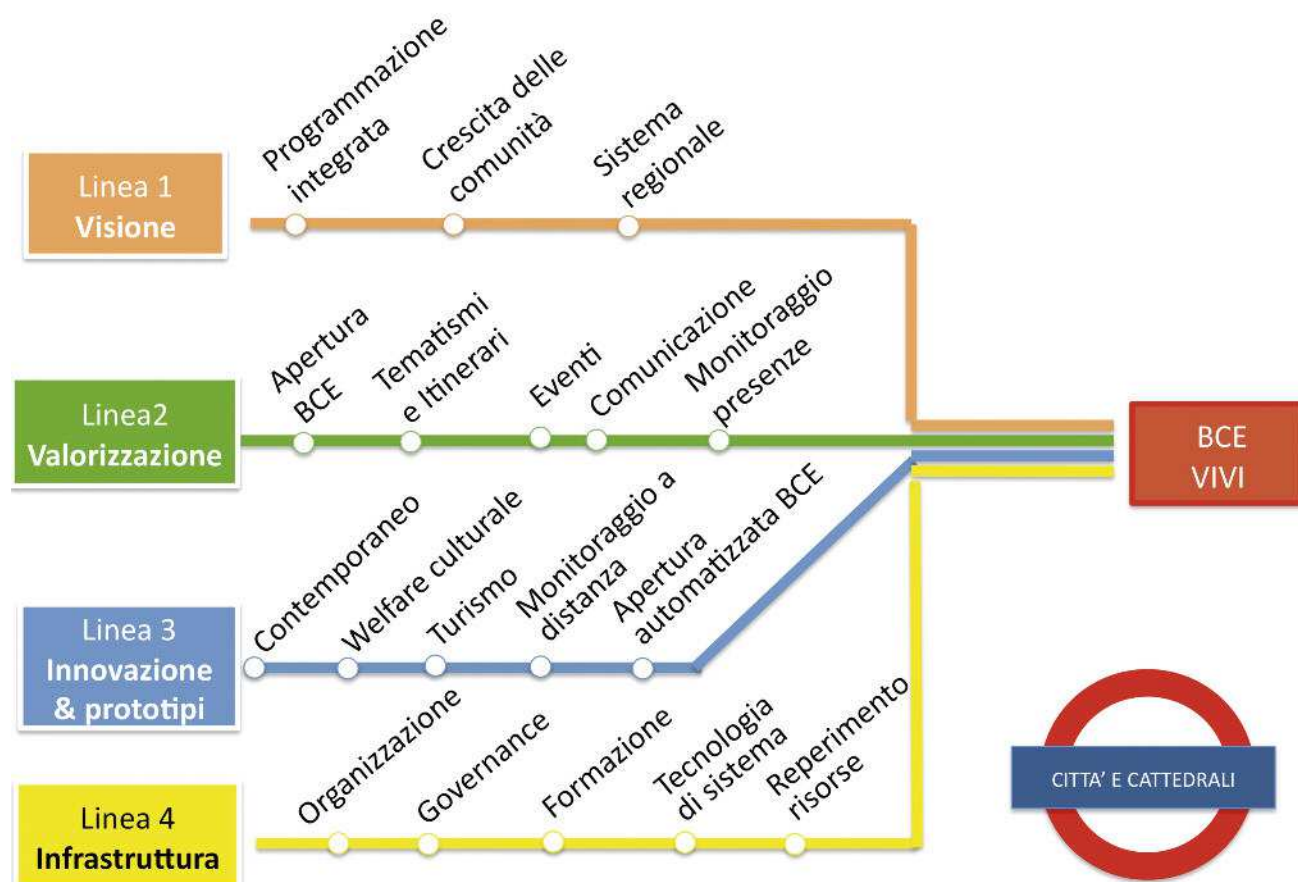 Linea 1
Visione
Programmazione
integrata
Crescita delle
comunità
Sistema
regionale
Linea2
Valorizzazione
Apertura
BCE
Tematismi
e Itinerari
Eventi
Comunicazione
Monitoraggio
presenze
BCE
VIVI
Linea 3
Innovazione
& prototipi
Contemporaneo
Welfare culturale
Turismo
Monitoraggio a
distanza
Apertura
automatizzata BCE
Linea 4
Infrastruttura
Organizzazione
Governance
Formazione
Tecnologia
di sistema
Reperimento
risorse
CITTA' E CATTEDRALI